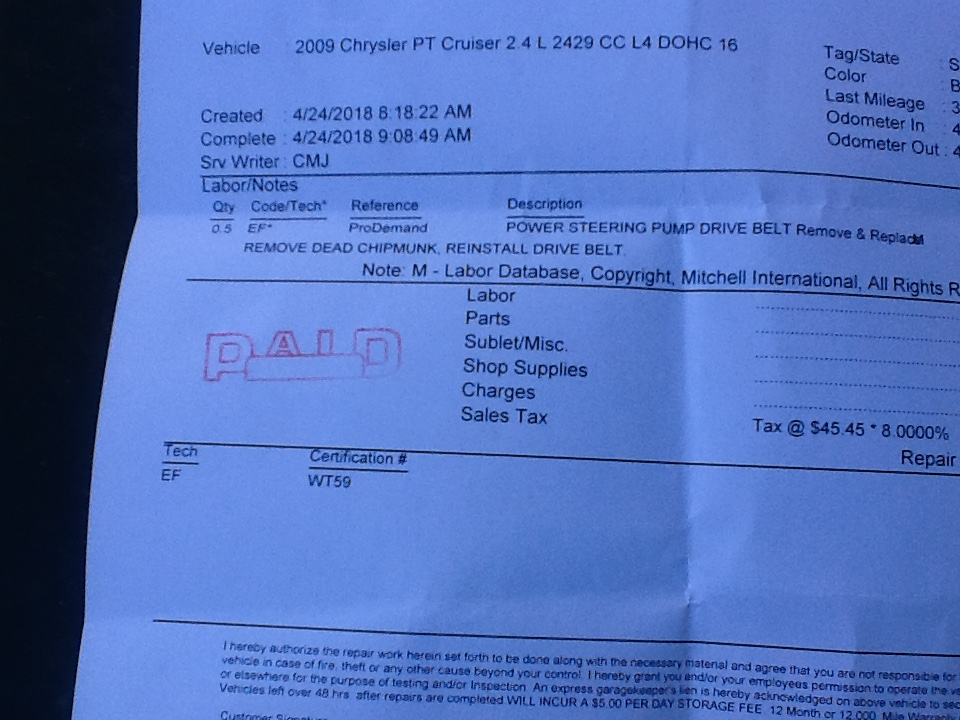 Vehicle : 2009 Chrysler PT Cruiser 2.4 L 2429 CC L4 DOHC 16
Tag/State : S
Color : B
Last Mileage : 3
Odometer In : 4
Odometer Out : 4
Created : 4/24/2018 8:18:22 AM
Complete : 4/24/2018 9:08:49 AM
Srv Writer : CMJ
Labor/Notes
Qty Code/Tech* Reference Description
0.5 EF* ProDemand POWER STEERING PUMP DRIVE BELT Remove & Replace
REMOVE DEAD CHIPMUNK, REINSTALL DRIVE BELT.
Note: M - Labor Database, Copyright, Mitchell International, All Rights R
Labor
Parts
Sublet/Misc.
Shop Supplies
Charges
Sales Tax Tax @ $45.45 * 8.0000%
PAID
Repair
Tech Certification #
EF WT59
I hereby authorize the repair work herein set forth to be done along with the necessary material and agree that you are not responsible for
vehicle in case of fire, theft or any other cause beyond your control. I hereby grant you and/or your employees permission to operate the ve
or elsewhere for the purpose of testing and/or Inspection. An express garagekeeper's lien is hereby acknowledged on above vehicle to sec
Vehicles left over 48 hrs. after repairs are completed WILL INCUR A $5.00 PER DAY STORAGE FEE. 12 Month or 12,000 Mile Warranty
Customer Signature